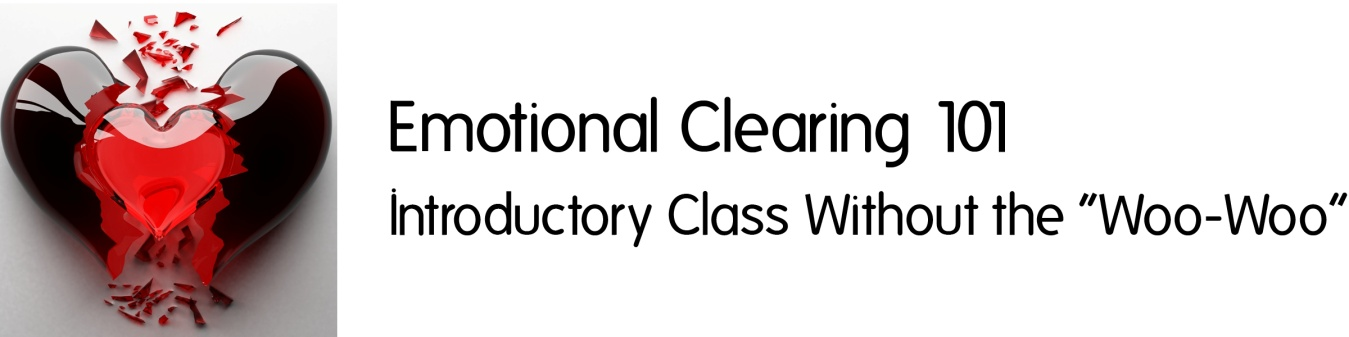 Emotional Clearing 101
Introductory Class Without the "Woo-Woo"